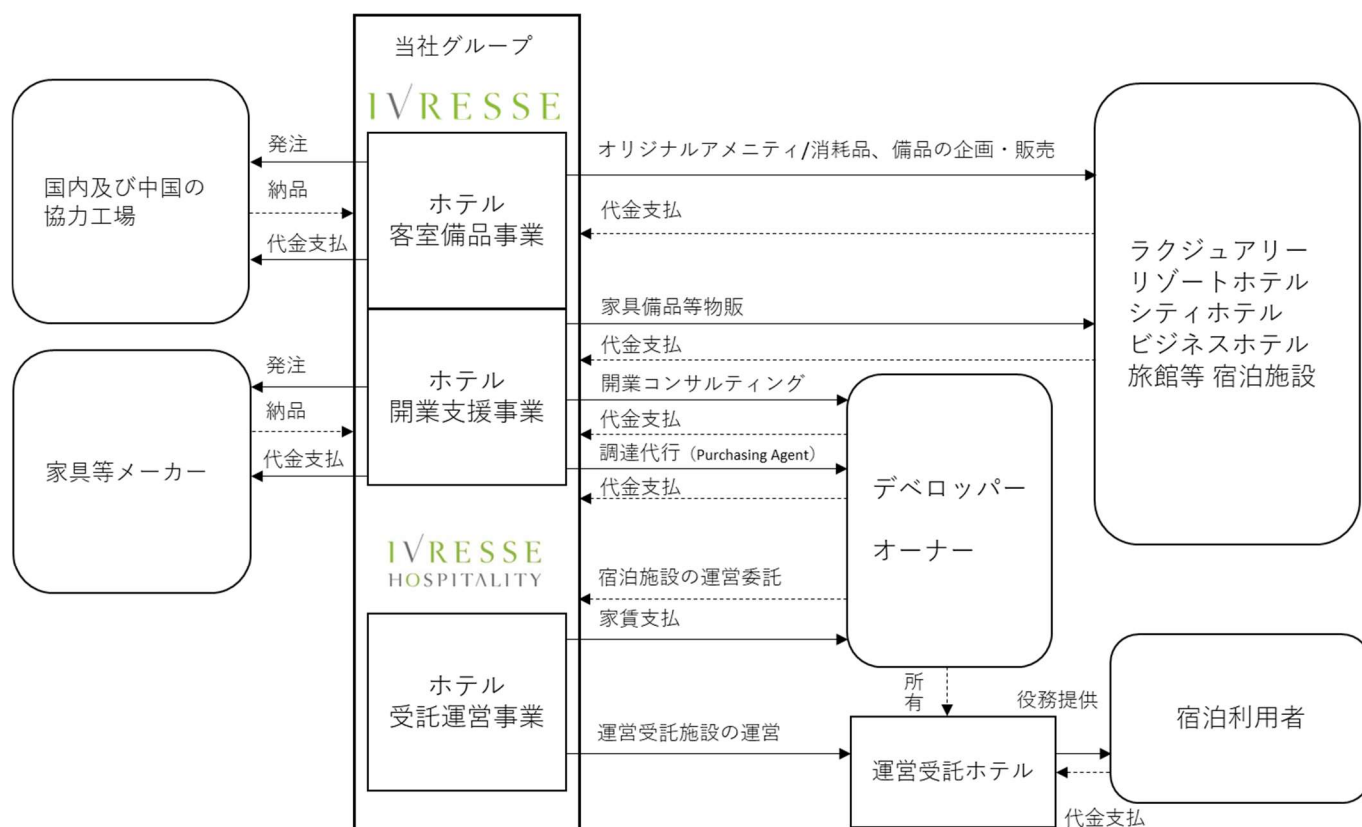 当社グループ
IVRESSE
国内及び中国の
協力工場
発注
納品
代金支払
ホテル
客室備品事業
オリジナルアメニティ/消耗品、備品の企画・販売
代金支払
ラクジュアリー
リゾートホテル
シティホテル
ビジネスホテル
旅館等 宿泊施設
家具等メーカー
発注
納品
代金支払
ホテル
開業支援事業
家具備品等物販
代金支払
開業コンサルティング
代金支払
調達代行（Purchasing Agent）
代金支払
デベロッパー
オーナー
IVRESSE
HOSPITALITY
宿泊施設の運営委託
家賃支払
ホテル
受託運営事業
運営受託施設の運営
所有
運営受託ホテル
役務提供
代金支払
宿泊利用者